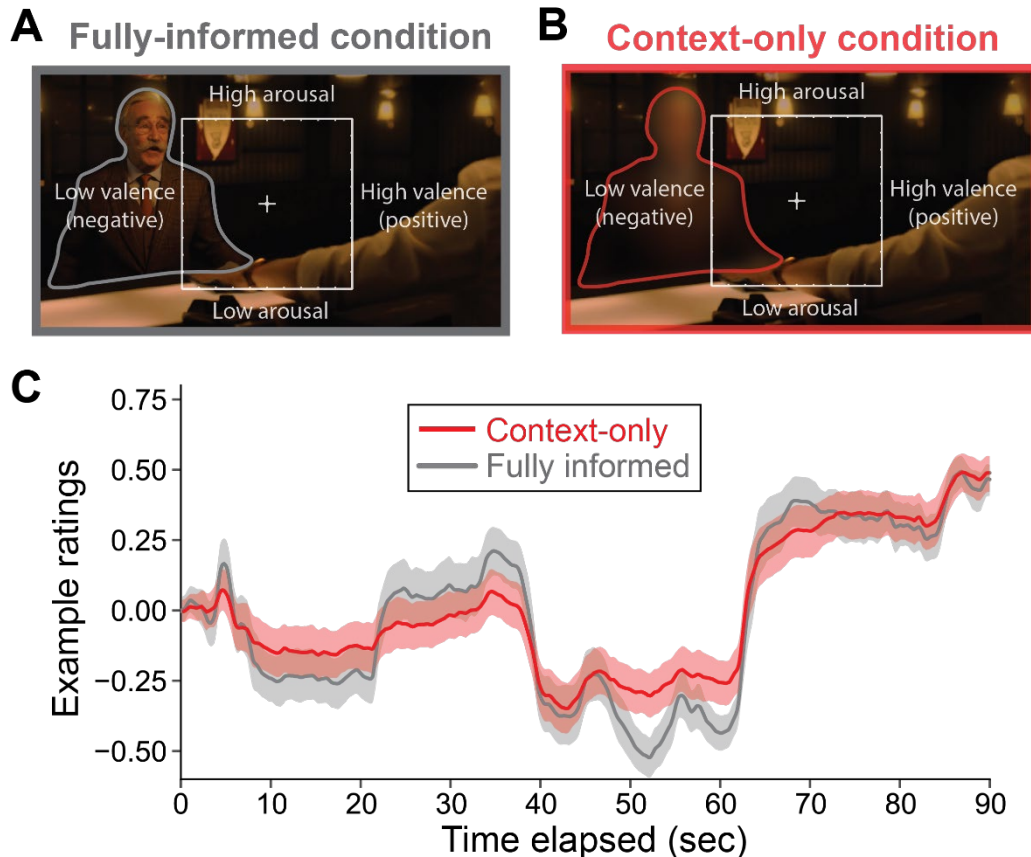 A
Fully-informed condition
High arousal
Low valence
(negative)
High valence
(positive)
Low arousal
B
Context-only condition
High arousal
Low valence
(negative)
High valence
(positive)
Low arousal
C
Context-only
Fully informed
Example ratings
0.75
0.50
0.25
0.00
−0.25
−0.50
0 10 20 30 40 50 60 70 80 90
Time elapsed (sec)